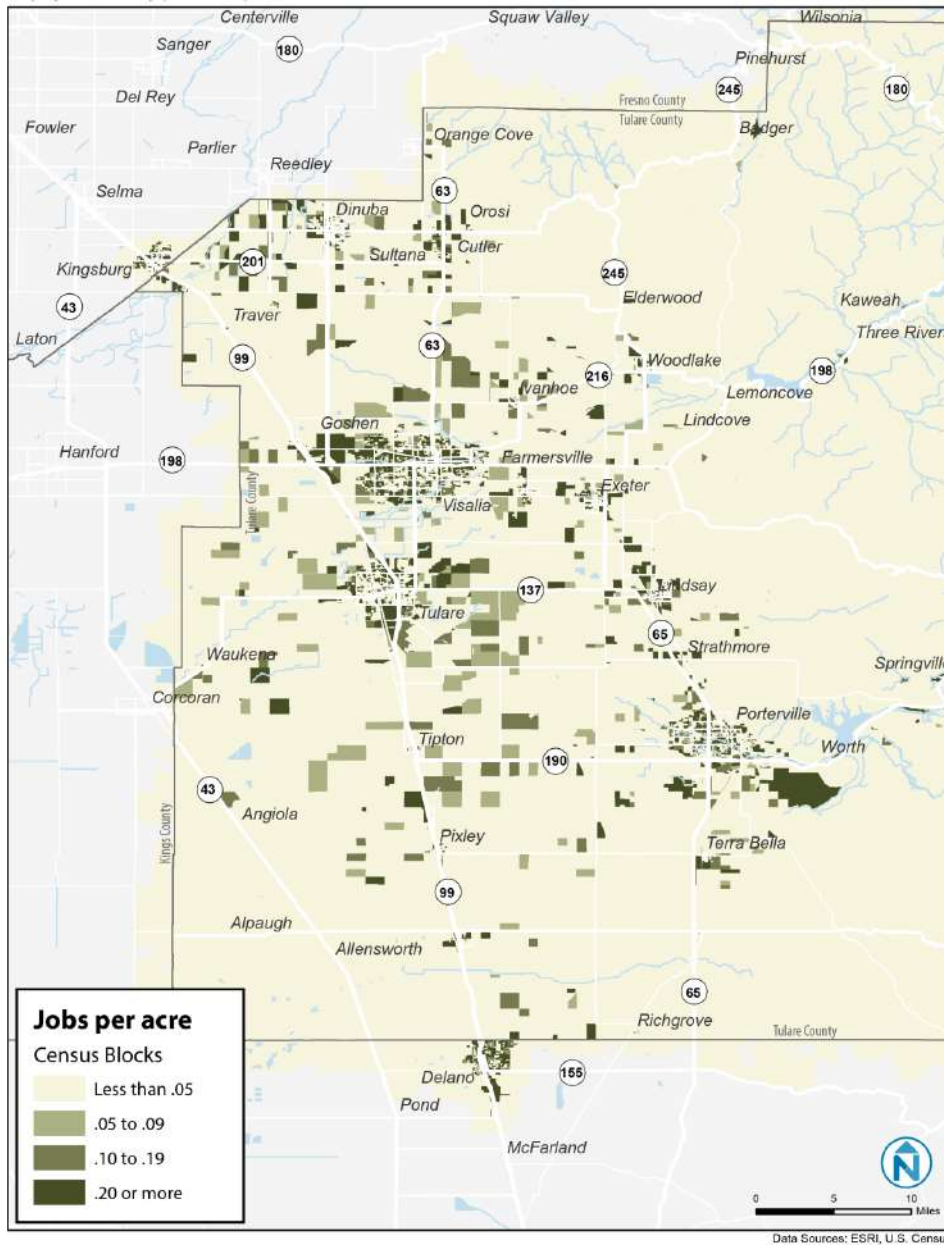 Centerville
Squaw Valley
Wilsonia
Sanger
180
Pinehurst
Del Rey
245
180
Fresno County
Tulare County
Fowler
Orange Cove
Badger
Parlier
Reedley
Selma
63
Dinuba
Orosi
Cutler
Sultana
201
Kingsburg
245
Elderwood
43
Kaweah
Traver
Three Rivers
Laton
99
63
Woodlake
216
198
Ivanhoe
Lemoncove
Goshen
Lindcove
Hanford
198
Farmersville
Tulare County
Exeter
Visalia
137
Lindsay
Tulare
65
Strathmore
Waukena
Springville
Corcoran
Porterville
Tipton
Worth
190
43
Angiola
Kings County
Pixley
Terra Bella
99
Alpaugh
Allensworth
65
Richgrove
Tulare County
Delano
155
Pond
McFarland
Jobs per acre
Census Blocks
Less than .05
.05 to .09
.10 to .19
.20 or more
N
0 5 10
Miles
Data Sources: ESRI, U.S. Censu